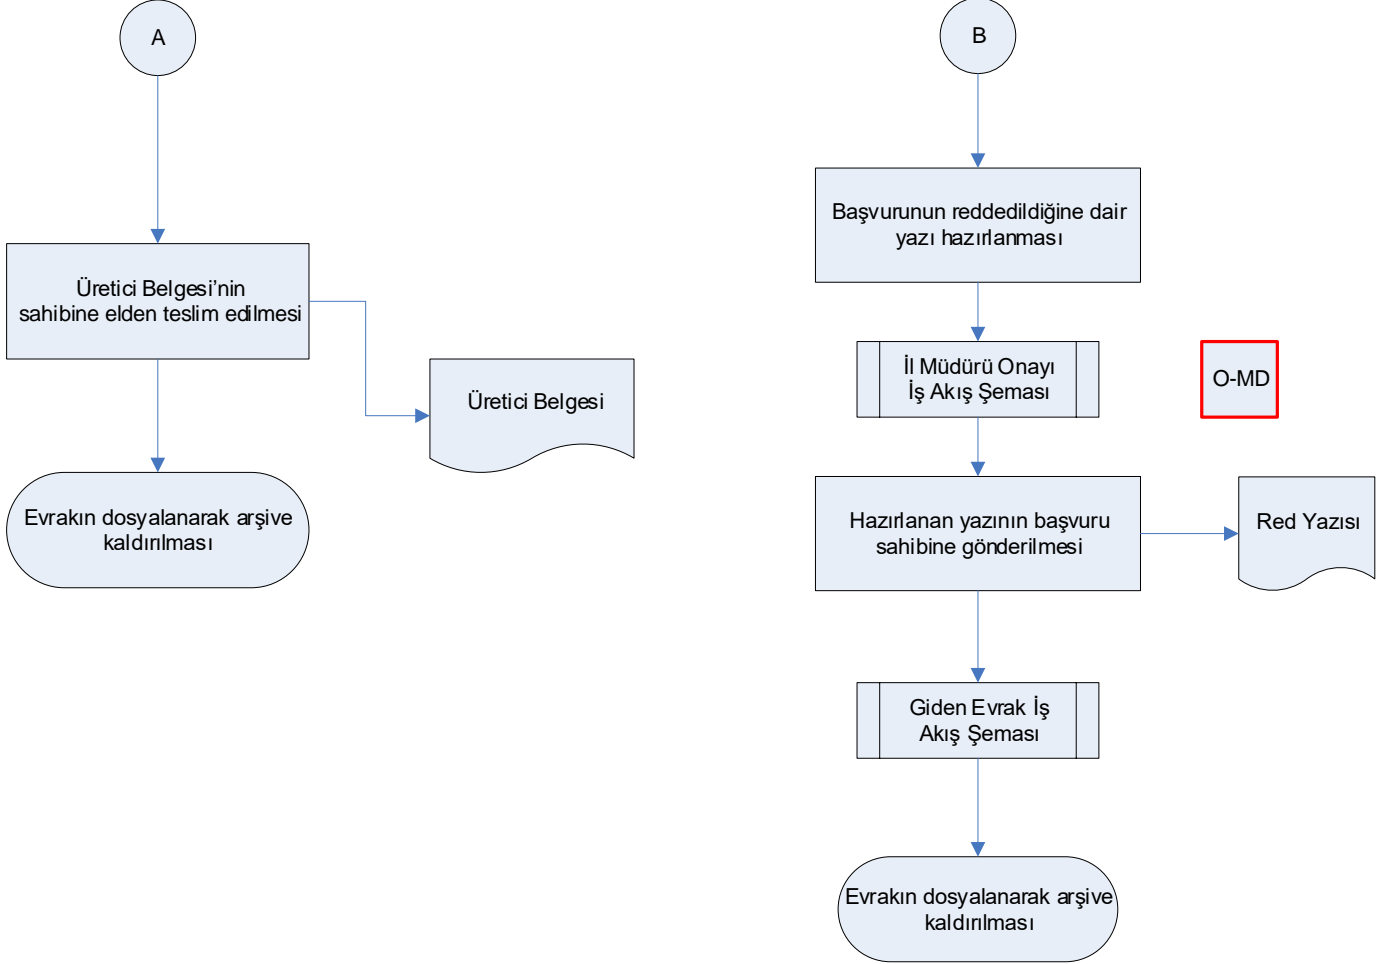 A
Üretici Belgesi'nin
sahibine elden teslim edilmesi
Üretici Belgesi
Evrakın dosyalanarak arşive
kaldırılması
B
Başvurunun reddedildiğine dair
yazı hazırlanması
İl Müdürü Onayı
İş Akış Şeması
O-MD
Hazırlanan yazının başvuru
sahibine gönderilmesi
Red Yazısı
Giden Evrak İş
Akış Şeması
Evrakın dosyalanarak arşive
kaldırılması